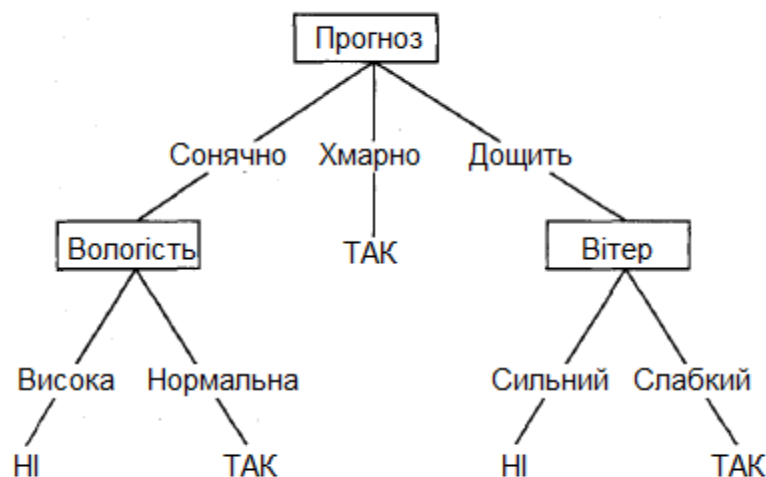 Прогноз
Сонячно Хмарно Дощить
Вологість ТАК Вітер
Висока Нормальна Сильний Слабкий
НІ ТАК НІ ТАК